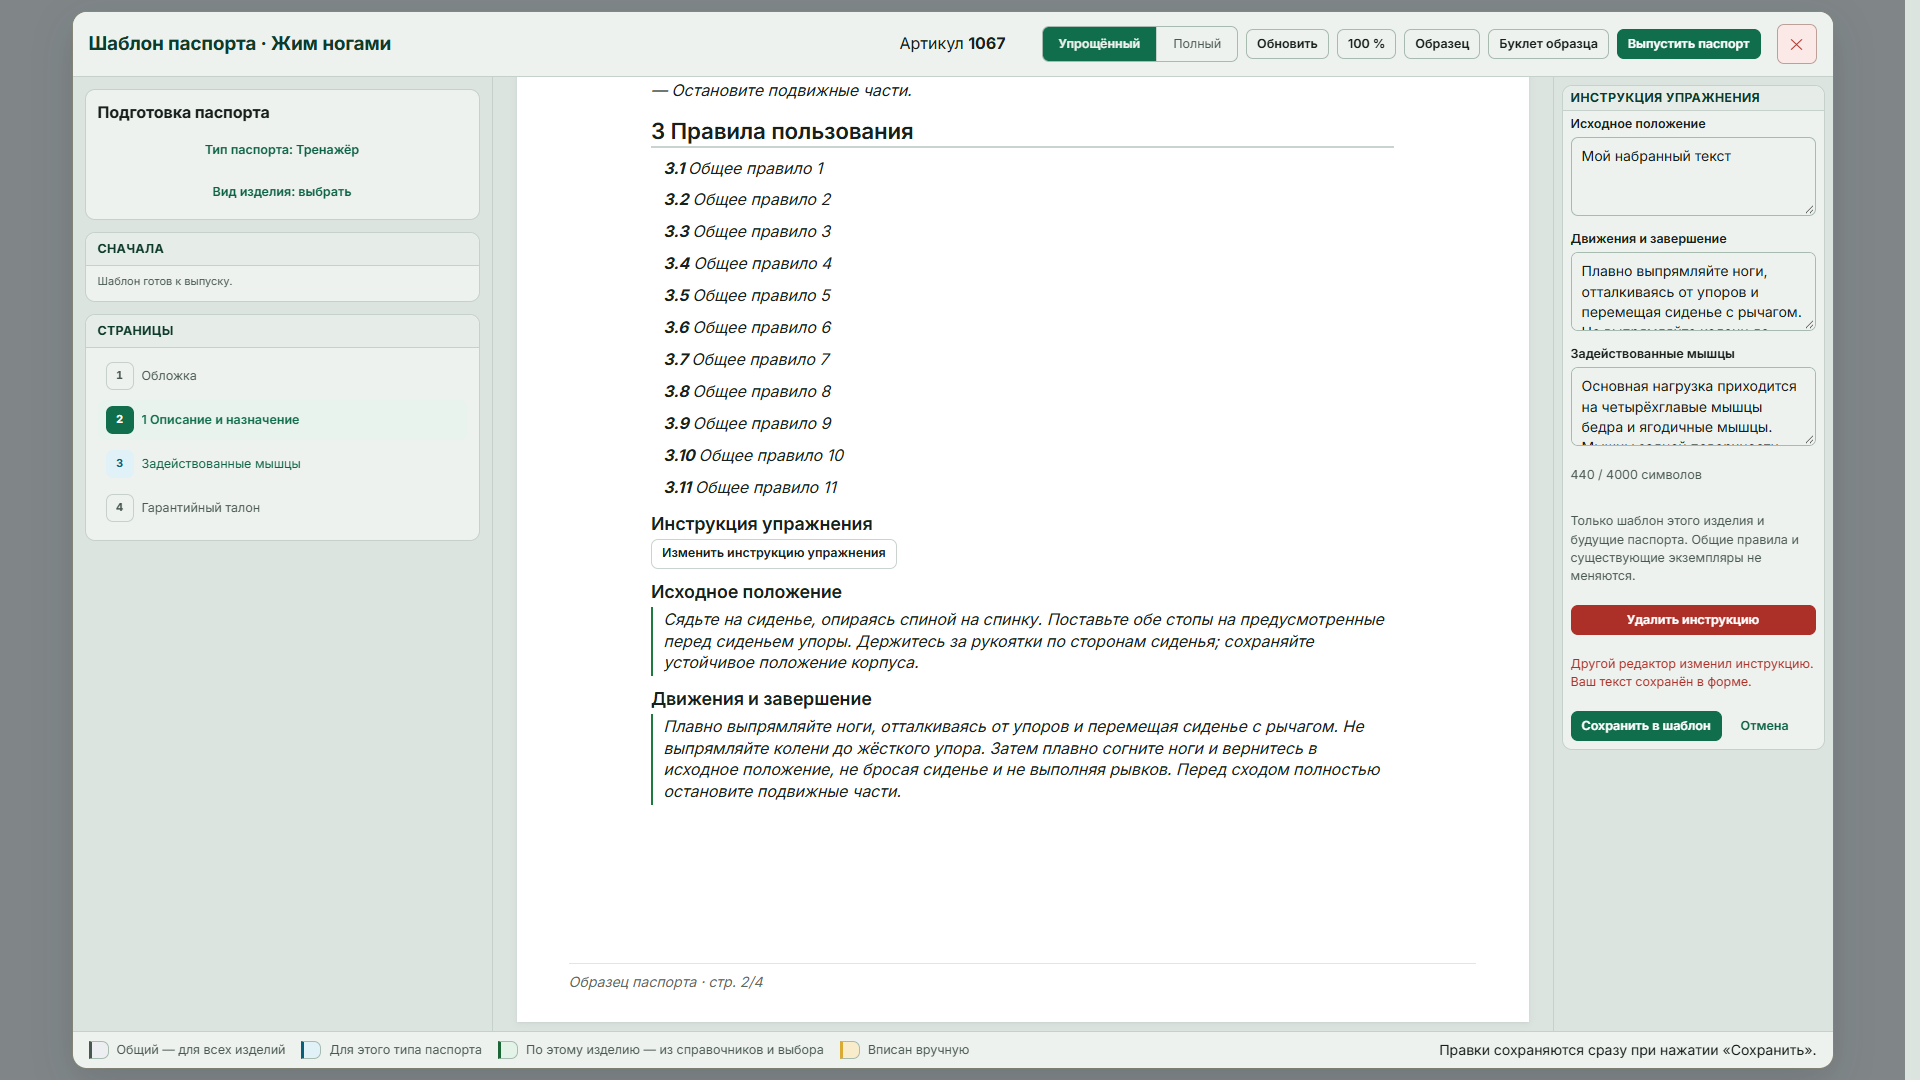 Шаблон паспорта · Жим ногами
Артикул 1067
Упрощённый
Полный
Обновить
100 %
Образец
Буклет образца
Выпустить паспорт
Подготовка паспорта
Тип паспорта: Тренажёр
Вид изделия: выбрать
СНАЧАЛА
Шаблон готов к выпуску.
СТРАНИЦЫ
1 Обложка
2 1 Описание и назначение
3 Задействованные мышцы
4 Гарантийный талон
— Остановите подвижные части.
3 Правила пользования
3.1 Общее правило 1
3.2 Общее правило 2
3.3 Общее правило 3
3.4 Общее правило 4
3.5 Общее правило 5
3.6 Общее правило 6
3.7 Общее правило 7
3.8 Общее правило 8
3.9 Общее правило 9
3.10 Общее правило 10
3.11 Общее правило 11
Инструкция упражнения
Изменить инструкцию упражнения
Исходное положение
Сядьте на сиденье, опираясь спиной на спинку. Поставьте обе стопы на предусмотренные
перед сиденьем упоры. Держитесь за рукоятки по сторонам сиденья; сохраняйте
устойчивое положение корпуса.
Движения и завершение
Плавно выпрямляйте ноги, отталкиваясь от упоров и перемещая сиденье с рычагом. Не
выпрямляйте колени до жёсткого упора. Затем плавно согните ноги и вернитесь в
исходное положение, не бросая сиденье и не выполняя рывков. Перед сходом полностью
остановите подвижные части.
Образец паспорта · стр. 2/4
ИНСТРУКЦИЯ УПРАЖНЕНИЯ
Исходное положение
Мой набранный текст
Движения и завершение
Плавно выпрямляйте ноги,
отталкиваясь от упоров и
перемещая сиденье с рычагом.
Задействованные мышцы
Основная нагрузка приходится
на четырёхглавые мышцы
бедра и ягодичные мышцы.
440 / 4000 символов
Только шаблон этого изделия и
будущие паспорта. Общие правила и
существующие экземпляры не
меняются.
Удалить инструкцию
Другой редактор изменил инструкцию.
Ваш текст сохранён в форме.
Сохранить в шаблон
Отмена
Общий — для всех изделий
Для этого типа паспорта
По этому изделию — из справочников и выбора
Вписан вручную
Правки сохраняются сразу при нажатии «Сохранить».